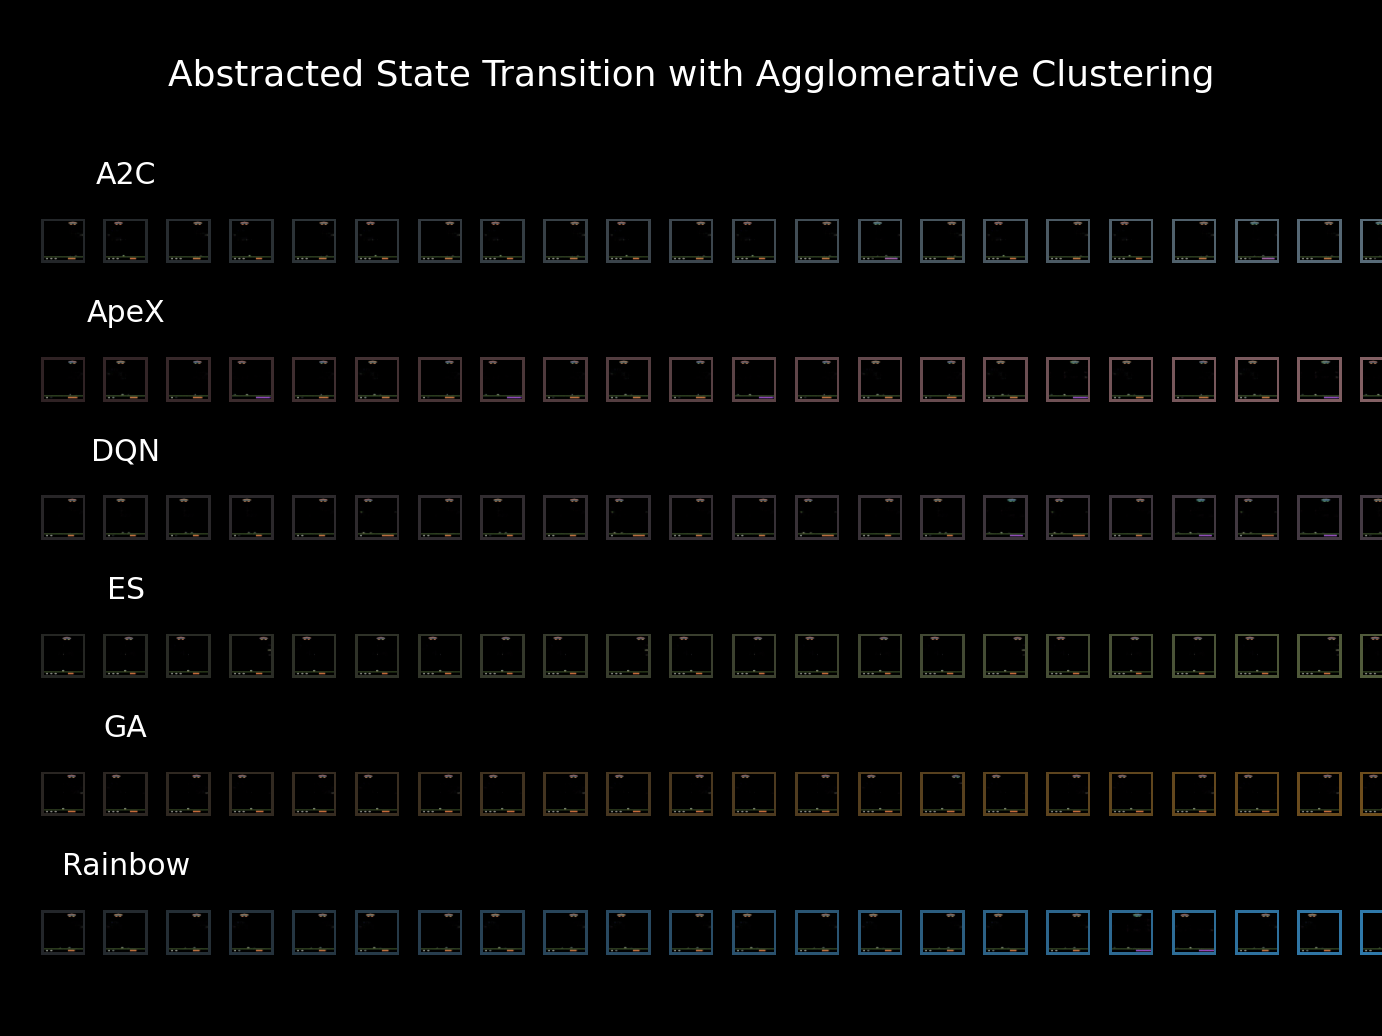 Abstracted State Transition with Agglomerative Clustering
A2C
ApeX
DQN
ES
GA
Rainbow